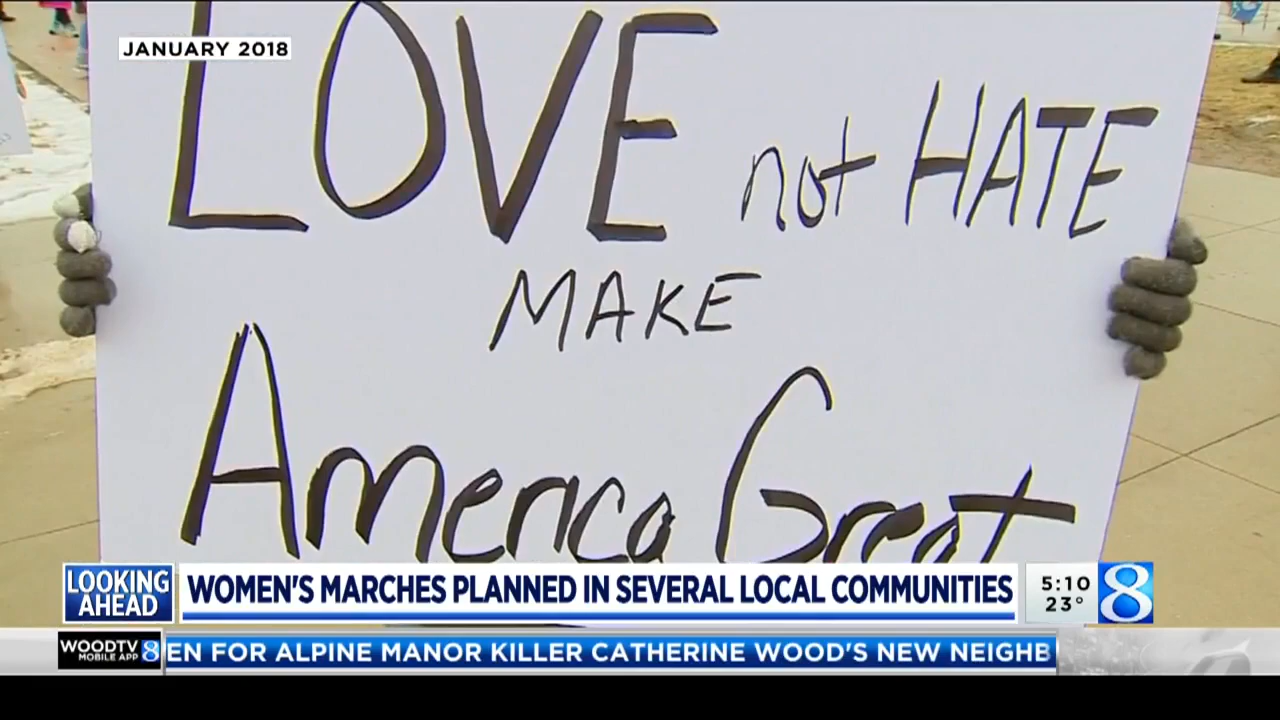 JANUARY 2018
LOVE not HATE
MAKE
America Great
LOOKING
AHEAD
WOMEN'S MARCHES PLANNED IN SEVERAL LOCAL COMMUNITIES
5:10
23°
8
WOODTV
MOBILE APP
8
EN FOR ALPINE MANOR KILLER CATHERINE WOOD'S NEW NEIGHB